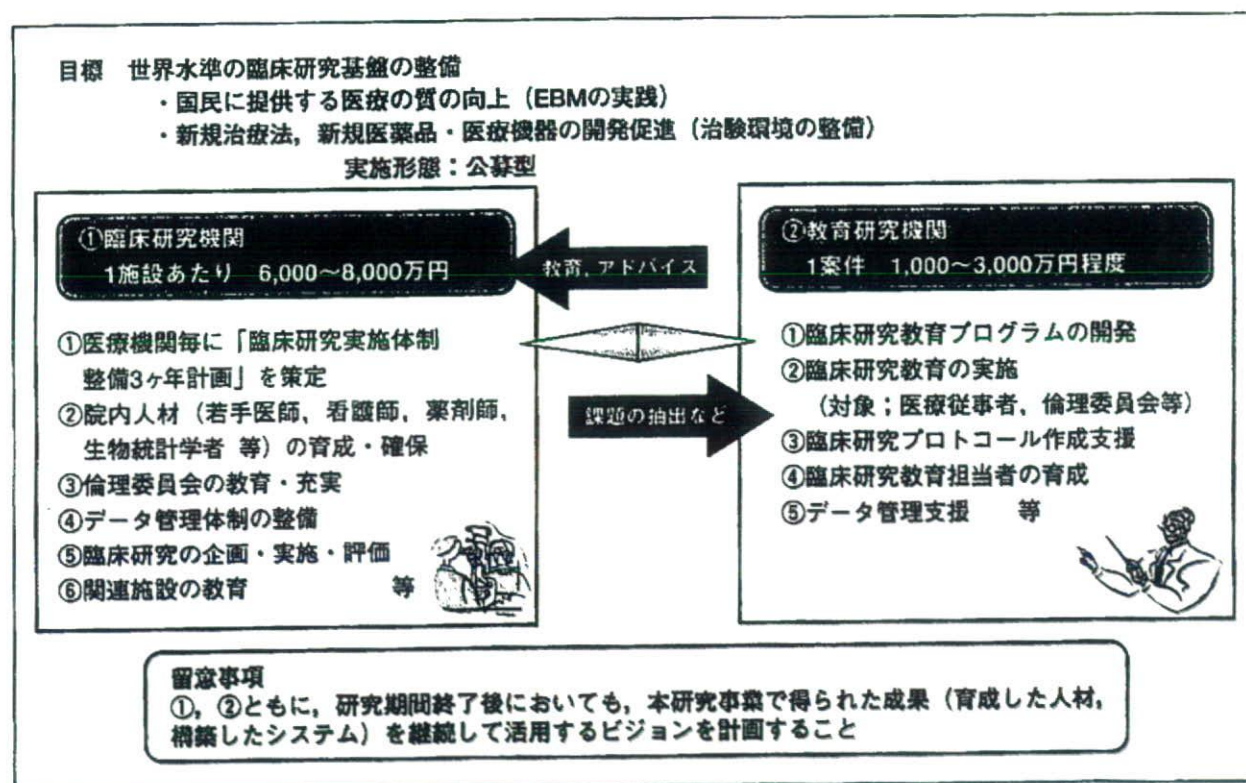 目標　世界水準の臨床研究基盤の整備
・国民に提供する医療の質の向上（EBMの実践）
・新規治療法，新規医薬品・医療機器の開発促進（治験環境の整備）
実施形態：公募型
①臨床研究機関
1施設あたり　6,000～8,000万円
①医療機関毎に「臨床研究実施体制
整備3ヶ年計画」を策定
②院内人材（若手医師，看護師，薬剤師，
生物統計学者 等）の育成・確保
③倫理委員会の教育・充実
④データ管理体制の整備
⑤臨床研究の企画・実施・評価
⑥関連施設の教育　　　　　等
教育，アドバイス
課題の抽出など
②教育研究機関
1案件　1,000～3,000万円程度
①臨床研究教育プログラムの開発
②臨床研究教育の実施
（対象；医療従事者，倫理委員会等）
③臨床研究プロトコール作成支援
④臨床研究教育担当者の育成
⑤データ管理支援　　等
留意事項
①，②ともに，研究期間終了後においても，本研究事業で得られた成果（育成した人材，
構築したシステム）を継続して活用するビジョンを計画すること